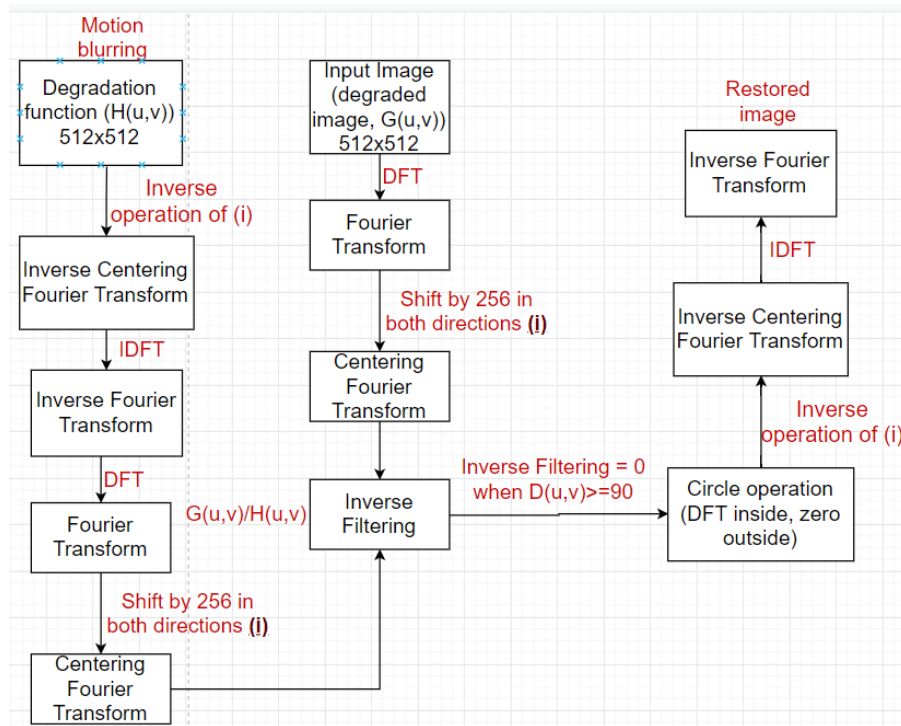 Motion
blurring
Degradation
function (H(u,v))
512x512
Inverse
operation of (i)
Inverse Centering
Fourier Transform
IDFT
Inverse Fourier
Transform
DFT
Fourier
Transform
Shift by 256 in
both directions (i)
Centering
Fourier
Transform
Input Image
(degraded
image, G(u,v))
512x512
DFT
Fourier
Transform
Shift by 256 in
both directions (i)
Centering
Fourier
Transform
G(u,v)/H(u,v)
Inverse
Filtering
Inverse Filtering = 0
when D(u,v)>=90
Circle operation
(DFT inside, zero
outside)
Inverse
operation of (i)
Inverse Centering
Fourier Transform
IDFT
Inverse Fourier
Transform
Restored
image